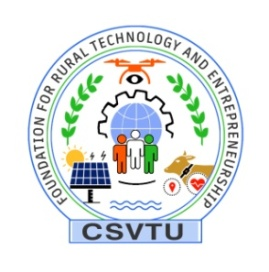 FOUNDATION FOR RURAL TECHNOLOGY AND ENTREPRENEURSHIP
CSVTU